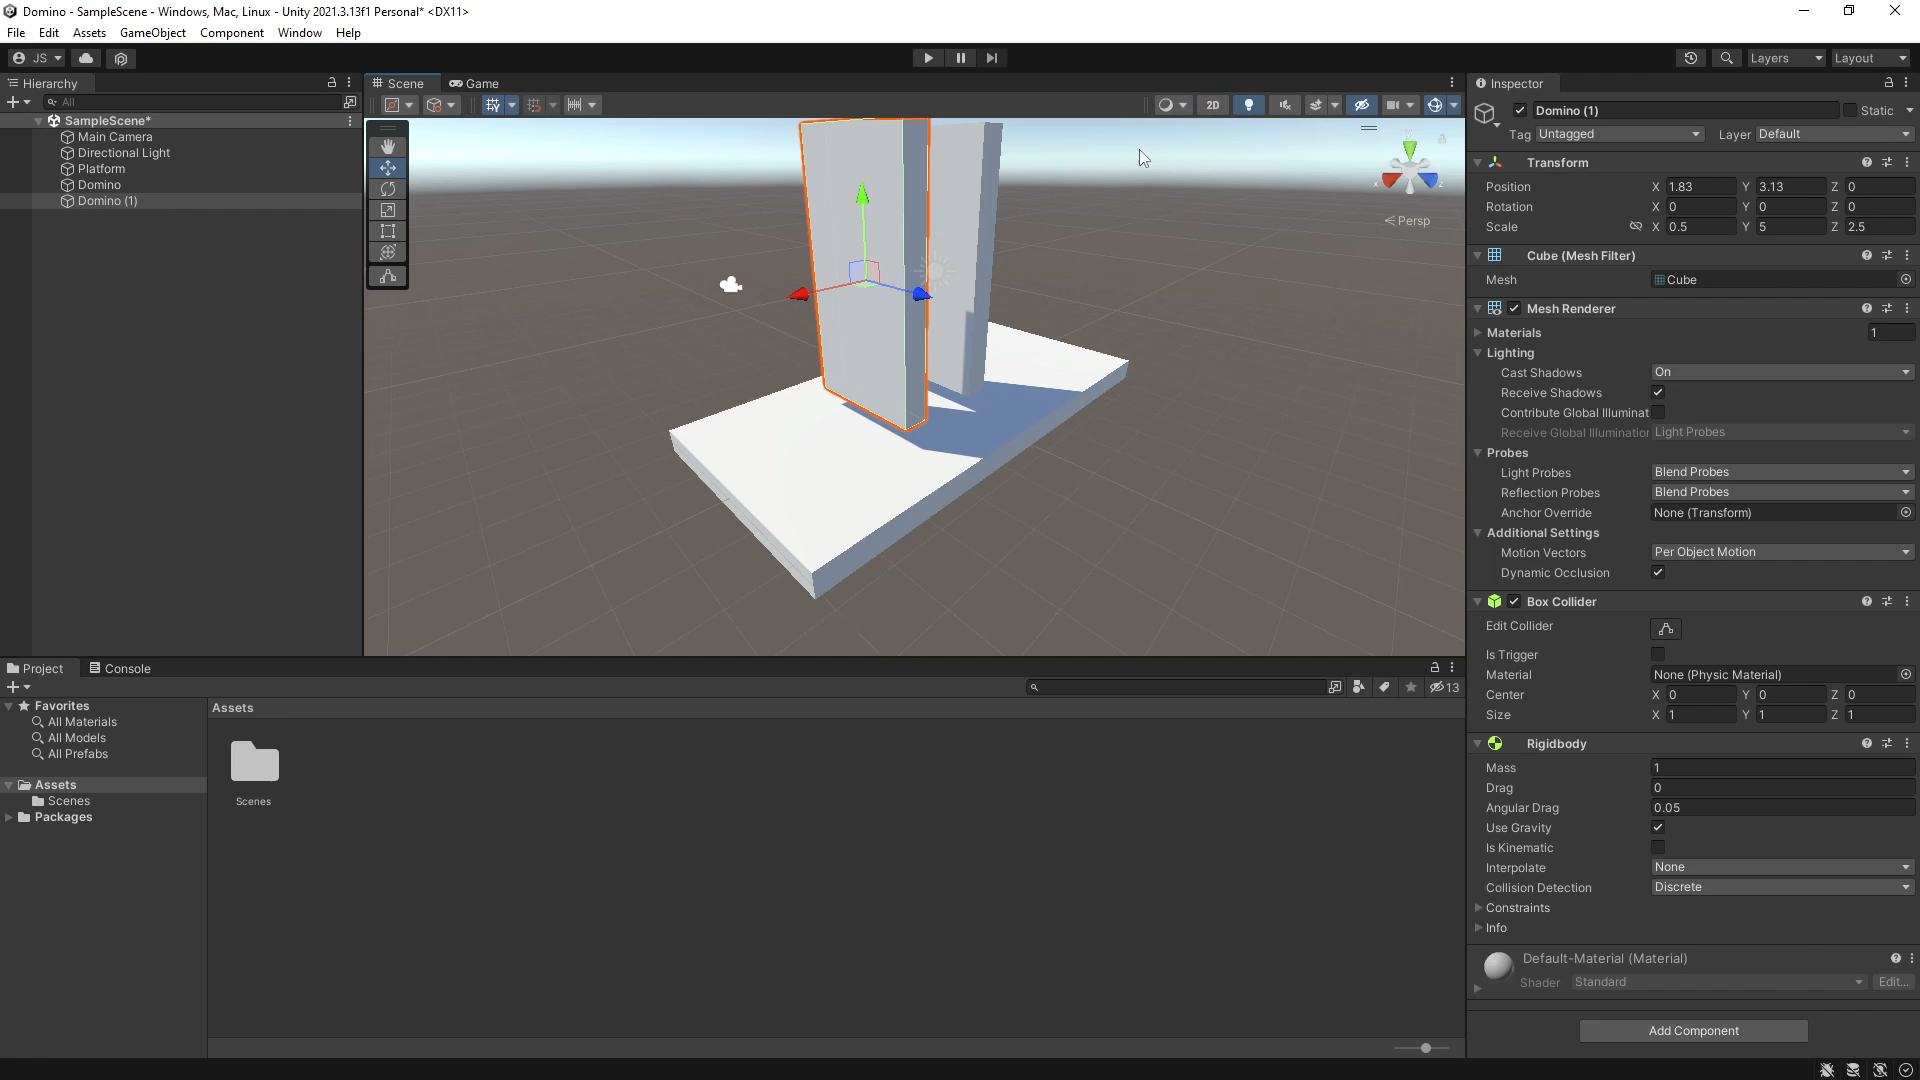 Domino - SampleScene - Windows, Mac, Linux - Unity 2021.3.13f1 Personal* <DX11>
File Edit Assets GameObject Component Window Help
JS
Layers Layout
Hierarchy
All
SampleScene*
Main Camera
Directional Light
Platform
Domino
Domino (1)
Scene Game
2D
y
x
z
Persp
Inspector
Domino (1) Static
Tag Untagged Layer Default
Transform
Position X 1.83 Y 3.13 Z 0
Rotation X 0 Y 0 Z 0
Scale X 0.5 Y 5 Z 2.5
Cube (Mesh Filter)
Mesh Cube
Mesh Renderer
Materials 1
Lighting
Cast Shadows On
Receive Shadows
Contribute Global Illuminat
Receive Global Illumination Light Probes
Probes
Light Probes Blend Probes
Reflection Probes Blend Probes
Anchor Override None (Transform)
Additional Settings
Motion Vectors Per Object Motion
Dynamic Occlusion
Box Collider
Edit Collider
Is Trigger
Material None (Physic Material)
Center X 0 Y 0 Z 0
Size X 1 Y 1 Z 1
Rigidbody
Mass 1
Drag 0
Angular Drag 0.05
Use Gravity
Is Kinematic
Interpolate None
Collision Detection Discrete
Constraints
Info
Default-Material (Material)
Shader Standard Edit...
Add Component
Project Console
13
Favorites
All Materials
All Models
All Prefabs
Assets
Scenes
Packages
Assets
Scenes